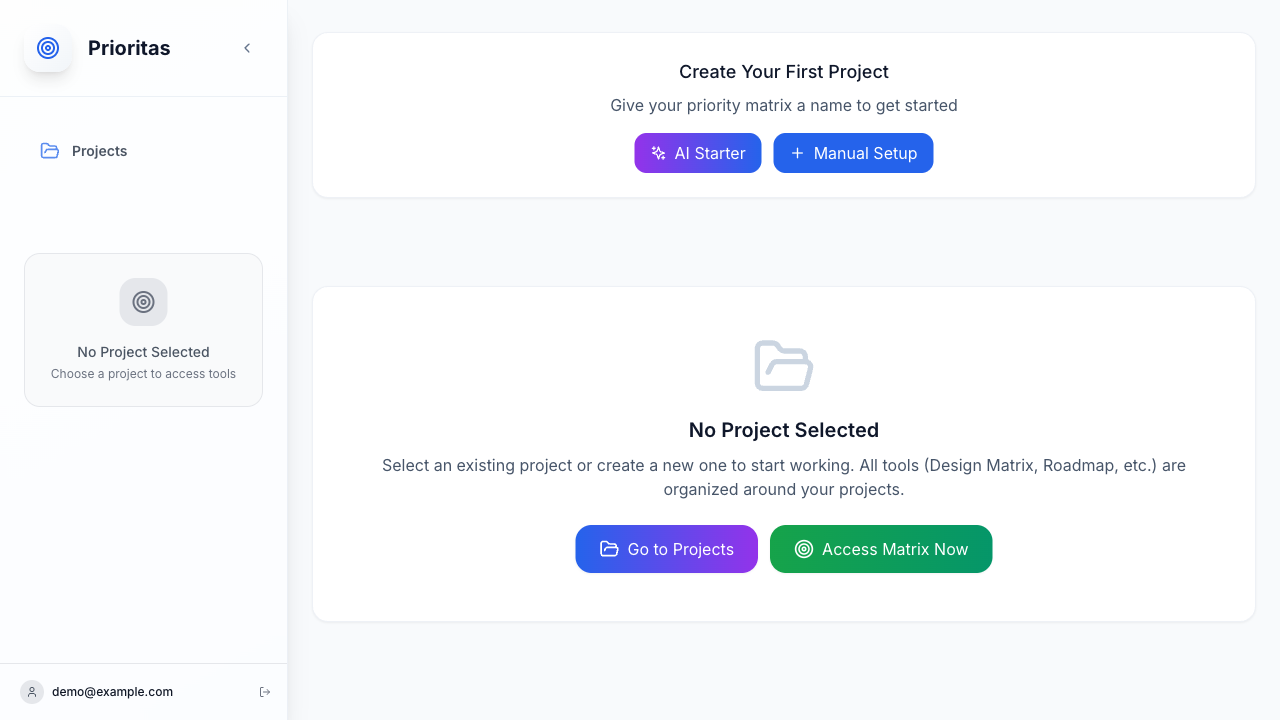 Prioritas
Projects
No Project Selected
Choose a project to access tools
demo@example.com
Create Your First Project
Give your priority matrix a name to get started
AI Starter
Manual Setup
No Project Selected
Select an existing project or create a new one to start working. All tools (Design Matrix, Roadmap, etc.) are
organized around your projects.
Go to Projects
Access Matrix Now